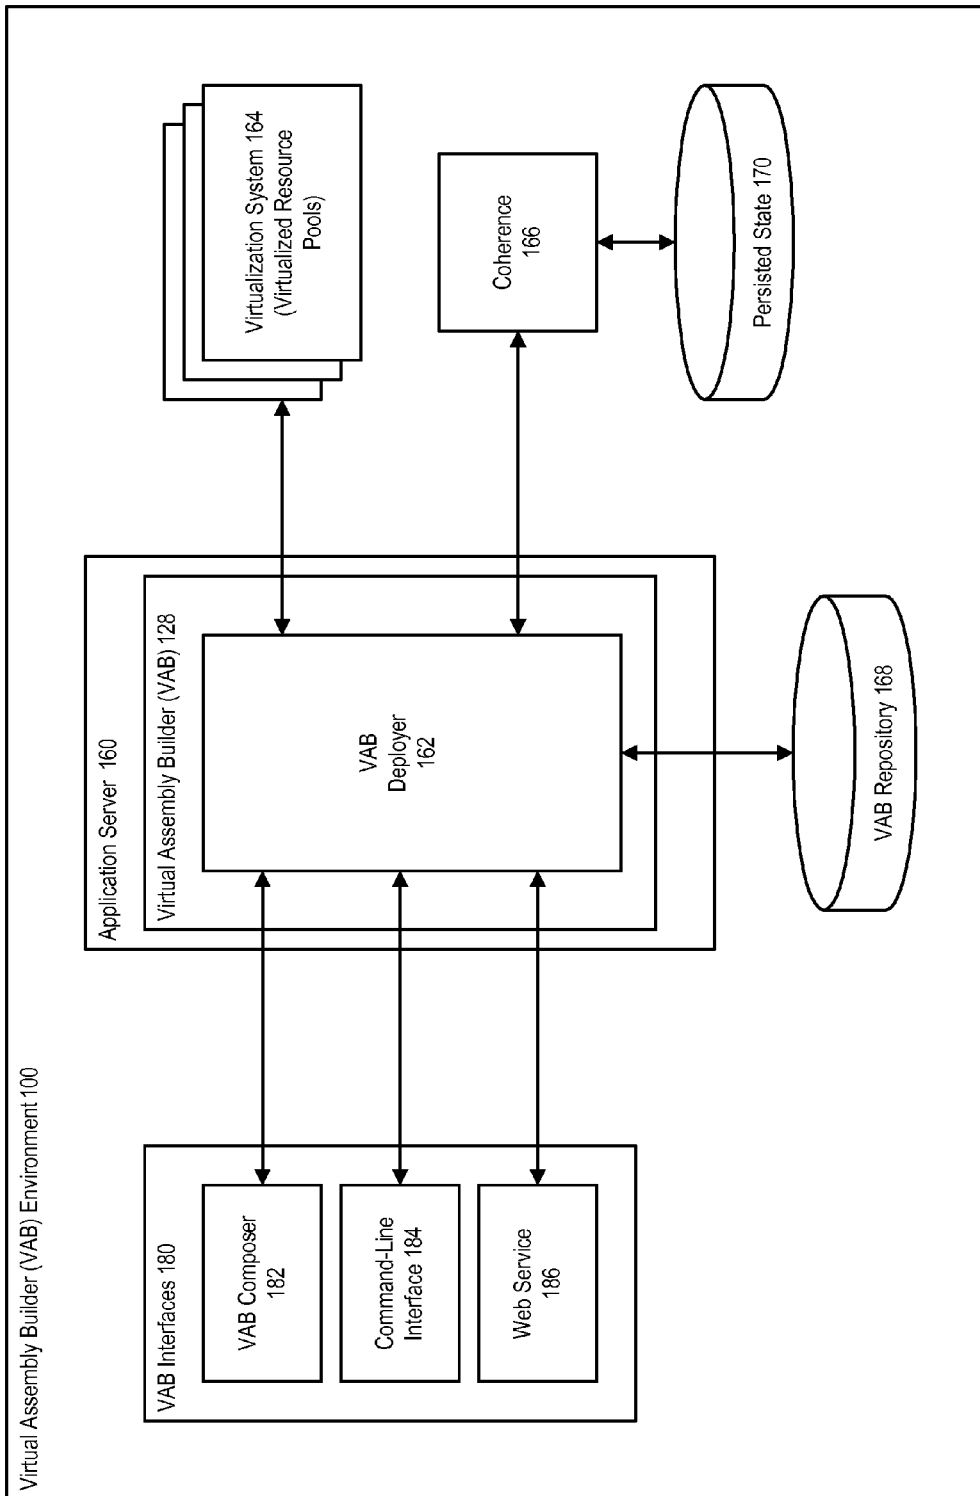 Virtual Assembly Builder (VAB) Environment 100
VAB Interfaces 180
VAB Composer
182
Command-Line
Interface 184
Web Service
186
Application Server 160
Virtual Assembly Builder (VAB) 128
VAB
Deployer
162
VAB Repository 168
Virtualization System 164
(Virtualized Resource
Pools)
Coherence
166
Persisted State 170